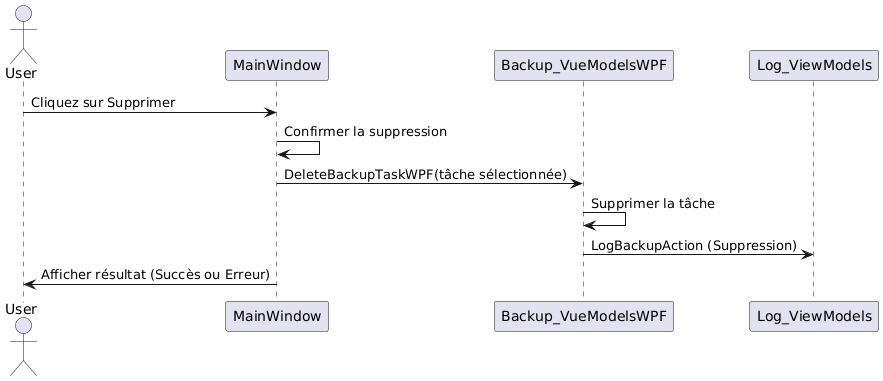 User
MainWindow
Backup_VueModelsWPF
Log_ViewModels
Cliquez sur Supprimer
Confirmer la suppression
DeleteBackupTaskWPF(tâche sélectionnée)
Supprimer la tâche
LogBackupAction (Suppression)
Afficher résultat (Succès ou Erreur)
User
MainWindow
Backup_VueModelsWPF
Log_ViewModels